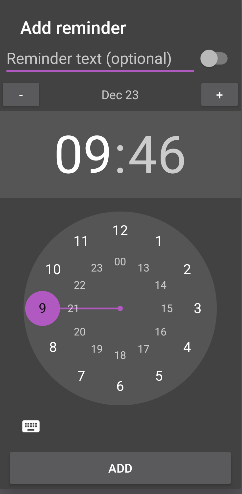 Add reminder
Reminder text (optional)
- Dec 23 +
09:46
12
11 1
00
23 13
10 2
22 14
9 21 15 3
20 16
8 4
19 17
18
7 5
6
ADD